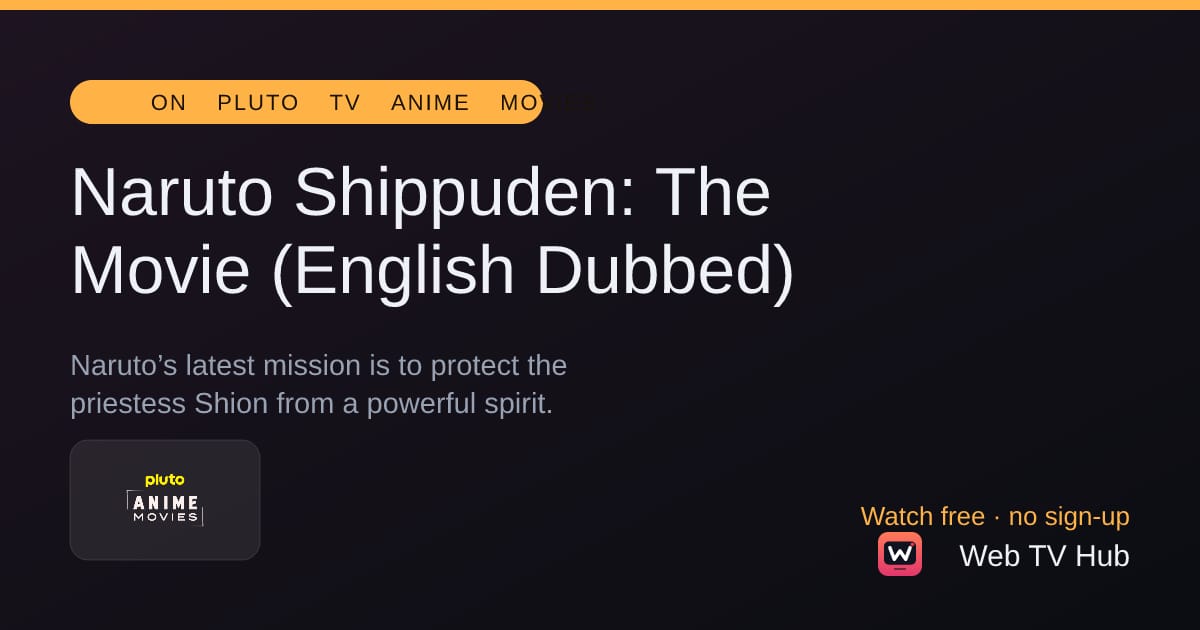 ON PLUTO TV ANIME MOVIES
Naruto Shippuden: The
Movie (English Dubbed)
Naruto’s latest mission is to protect the
priestess Shion from a powerful spirit.
pluto
ANIME
MOVIES
Watch free · no sign-up
W
Web TV Hub